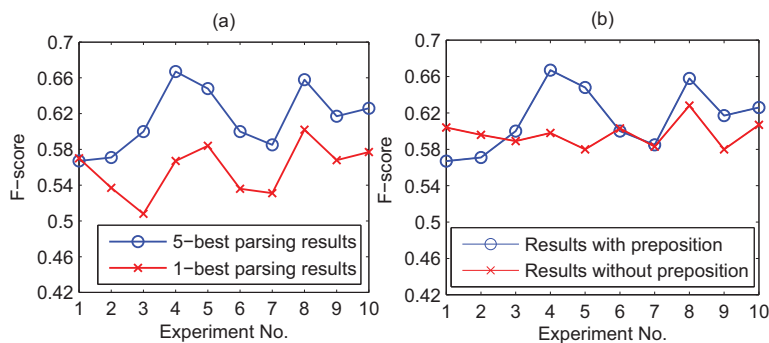 (a)
0.7
0.66
0.62
0.58
0.54
0.5
0.46
0.42
F−score
5−best parsing results
1−best parsing results
1 2 3 4 5 6 7 8 9 10
Experiment No.
(b)
0.7
0.66
0.62
0.58
0.54
0.5
0.46
0.42
F−score
Results with preposition
Results without preposition
1 2 3 4 5 6 7 8 9 10
Experiment No.